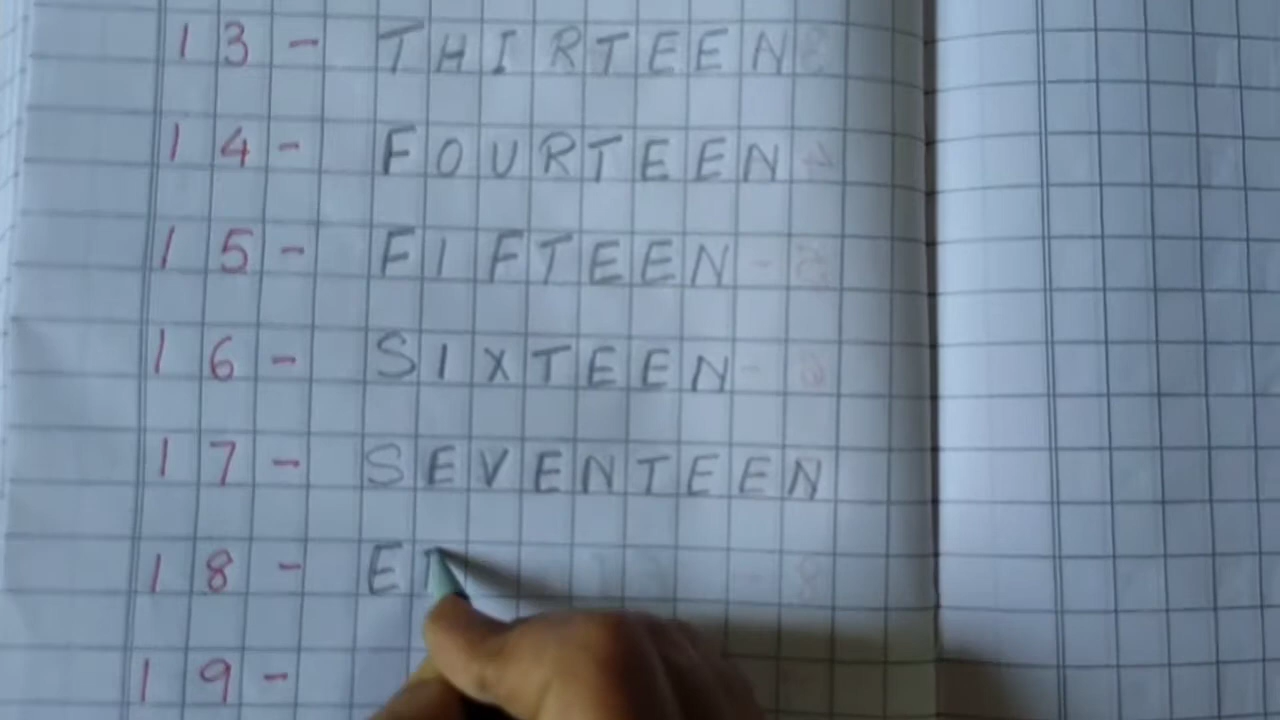 13 - THIRTEEN
14 - FOURTEEN
15 - FIFTEEN
16 - SIXTEEN
17 - SEVENTEEN
18 - E
19 -